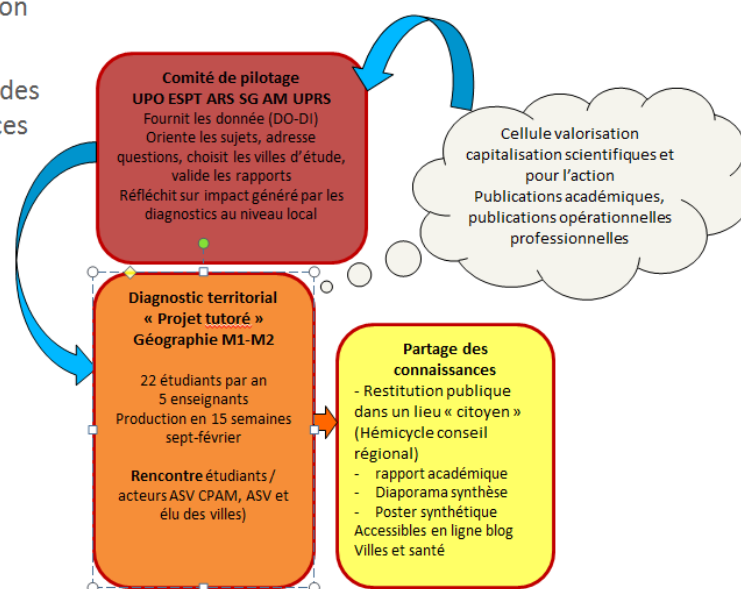 on
des
ces
Comité de pilotage
UPO ESPT ARS SG AM UPRS
Fournit les donnée (DO-DI)
Oriente les sujets, adresse
questions, choisit les villes d'étude,
valide les rapports
Réfléchit sur impact généré par les
diagnostics au niveau local
Cellule valorisation
capitalisation scientifiques et
pour l'action
Publications académiques,
publications opérationnelles
professionnelles
Diagnostic territorial
« Projet tutoré »
Géographie M1-M2
22 étudiants par an
5 enseignants
Production en 15 semaines
sept-février
Rencontre étudiants /
acteurs ASV CPAM, ASV et
élu des villes)
Partage des
connaissances
- Restitution publique
dans un lieu « citoyen »
(Hémicycle conseil
régional)
- rapport académique
- Diaporama synthèse
- Poster synthétique
Accessibles en ligne blog
Villes et santé